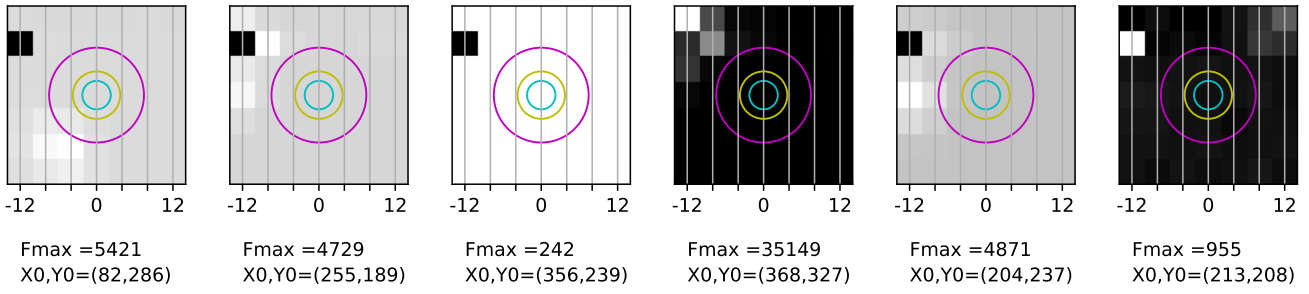 -12 0 12 -12 0 12 -12 0 12 -12 0 12 -12 0 12 -12 0 12
Fmax =5421 Fmax =4729 Fmax =242 Fmax =35149 Fmax =4871 Fmax =955
X0,Y0=(82,286) X0,Y0=(255,189) X0,Y0=(356,239) X0,Y0=(368,327) X0,Y0=(204,237) X0,Y0=(213,208)